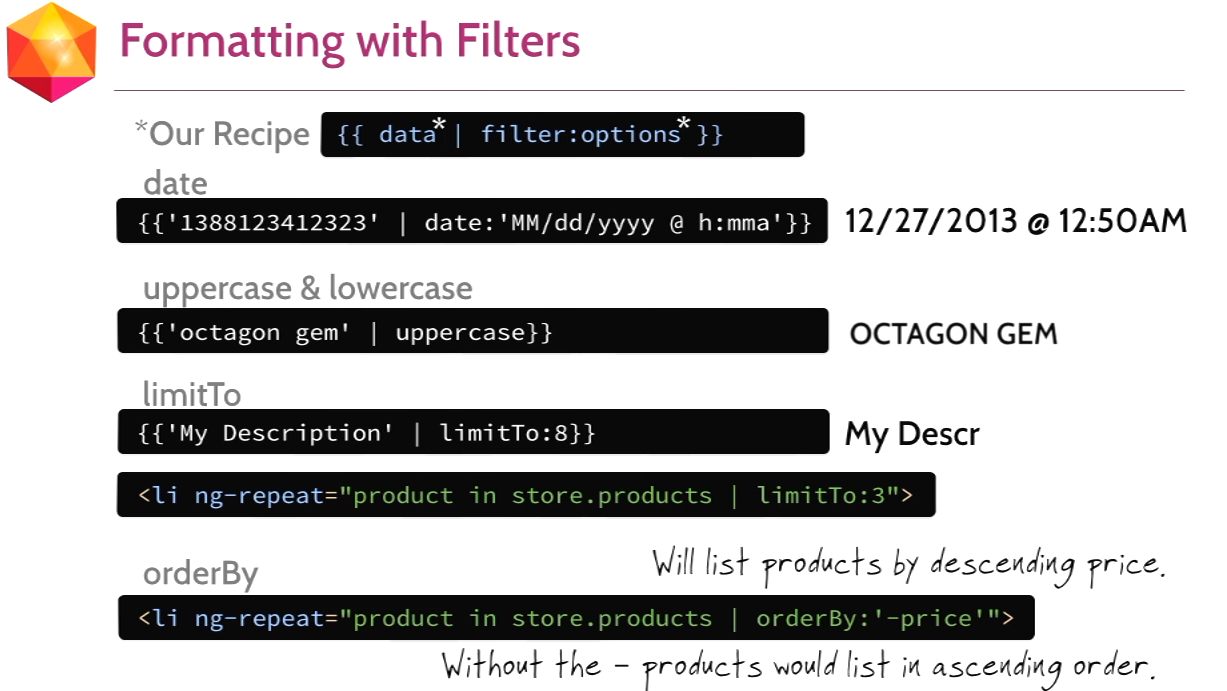 Formatting with Filters
*Our Recipe {{ data* | filter:options* }}
date
{{'1388123412323' | date:'MM/dd/yyyy @ h:mma'}} 12/27/2013 @ 12:50AM
uppercase & lowercase
{{'octagon gem' | uppercase}} OCTAGON GEM
limitTo
{{'My Description' | limitTo:8}} My Descr
<li ng-repeat="product in store.products | limitTo:3">
orderBy Will list products by descending price.
<li ng-repeat="product in store.products | orderBy:'-price'">
Without the - products would list in ascending order.